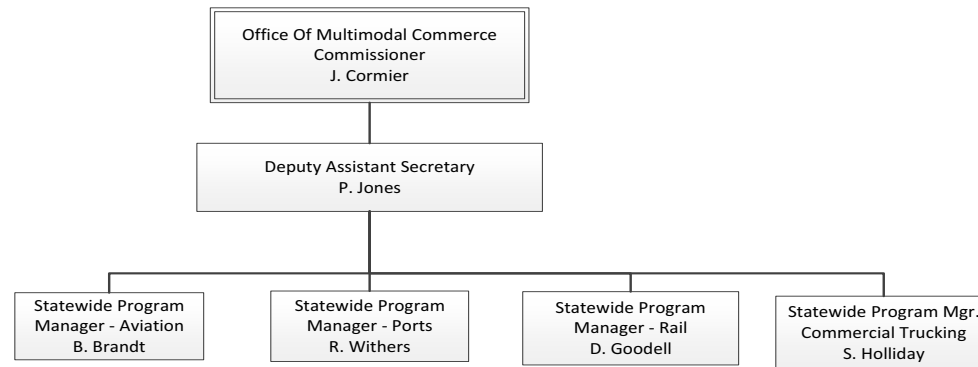 Office Of Multimodal Commerce
Commissioner
J. Cormier
Deputy Assistant Secretary
P. Jones
Statewide Program
Manager - Aviation
B. Brandt
Statewide Program
Manager - Ports
R. Withers
Statewide Program
Manager - Rail
D. Goodell
Statewide Program Mgr.
Commercial Trucking
S. Holliday